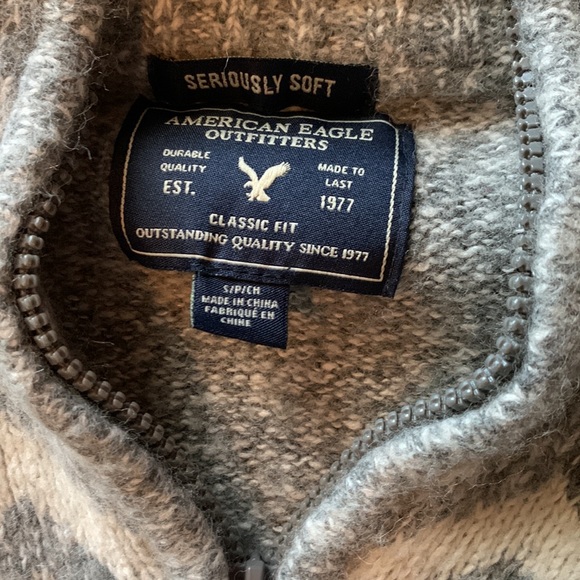 SERIOUSLY SOFT
AMERICAN EAGLE
OUTFITTERS
DURABLE
QUALITY
EST.
MADE TO
LAST
1977
CLASSIC FIT
OUTSTANDING QUALITY SINCE 1977
S/P/CH
MADE IN CHINA
FABRIQUÉ EN
CHINE